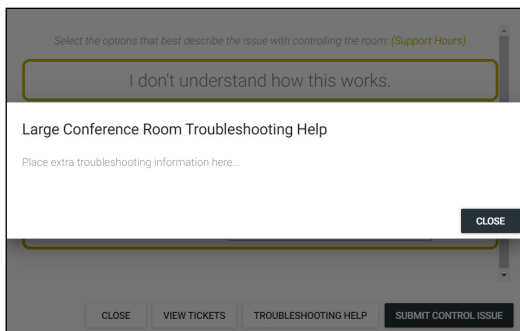 Select the options that best describe the issue with controlling the room: (Support Hours)
I don't understand how this works.
Large Conference Room Troubleshooting Help
Place extra troubleshooting information here...
CLOSE
CLOSE
VIEW TICKETS
TROUBLESHOOTING HELP
SUBMIT CONTROL ISSUE